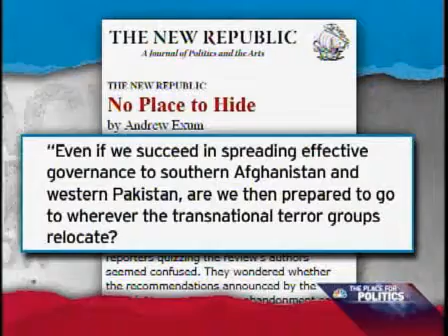 THE NEW REPUBLIC
A Journal of Politics and the Arts
THE NEW REPUBLIC
No Place to Hide
by Andrew Exum
“Even if we succeed in spreading effective
governance to southern Afghanistan and
western Pakistan, are we then prepared to go
to wherever the transnational terror groups
relocate?
reporters quizzing the review's authors
seemed confused. They wondered whether
the recommendations announced by the
THE PLACE FOR
POLITICS